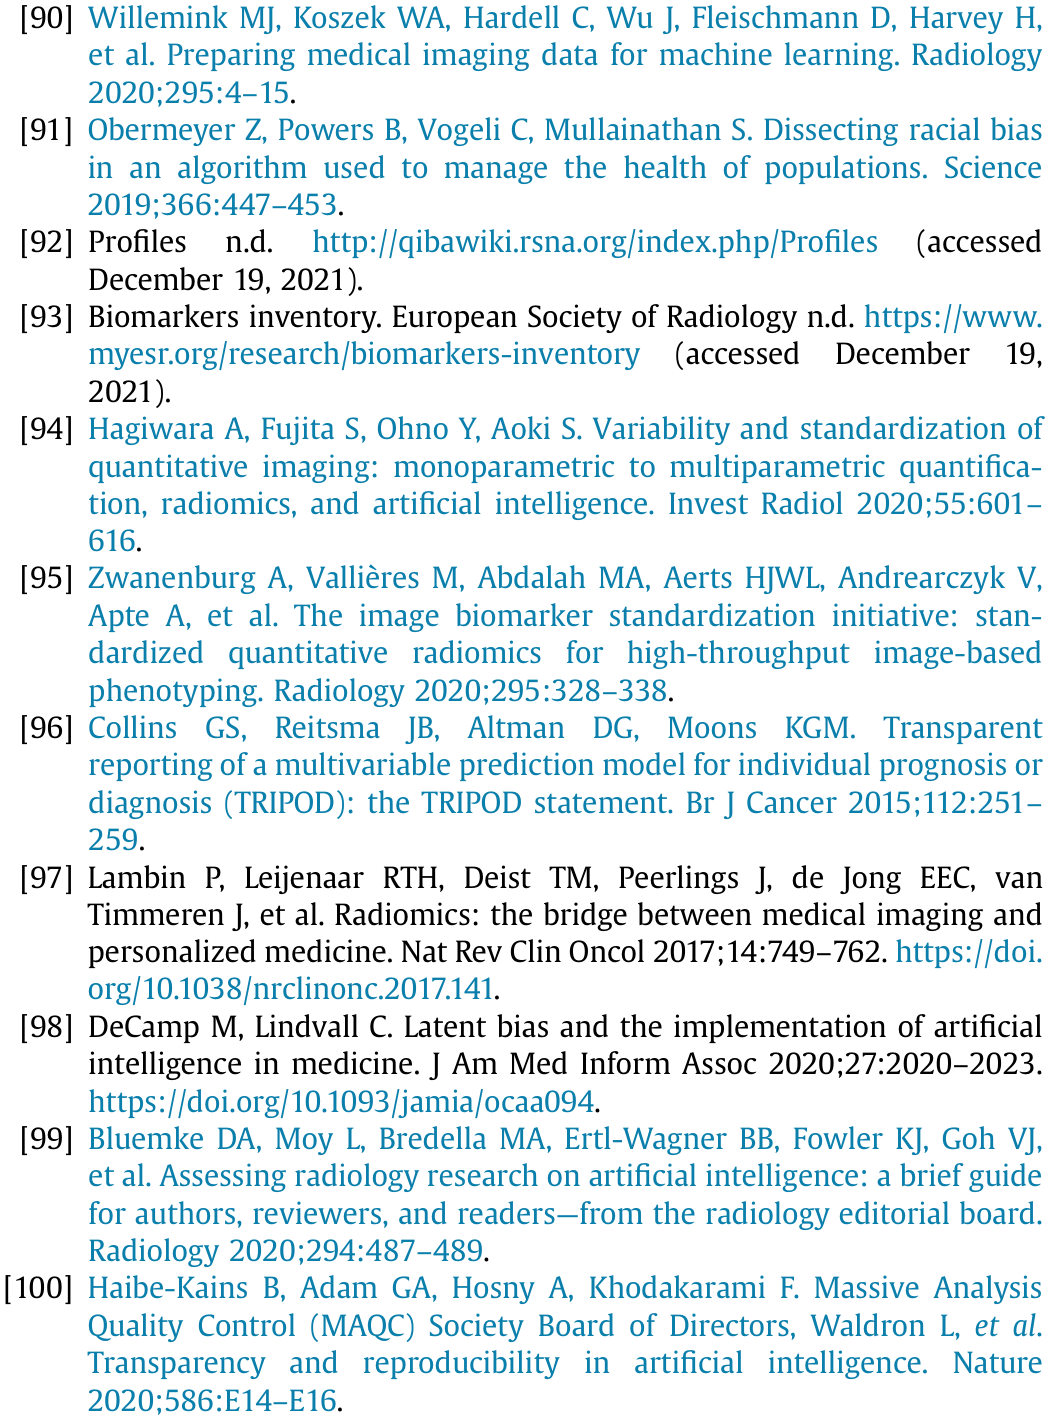 [90] Willemink MJ, Koszek WA, Hardell C, Wu J, Fleischmann D, Harvey H,
et al. Preparing medical imaging data for machine learning. Radiology
2020;295:4–15.
[91] Obermeyer Z, Powers B, Vogeli C, Mullainathan S. Dissecting racial bias
in an algorithm used to manage the health of populations. Science
2019;366:447–453.
[92] Profiles n.d. http://qibawiki.rsna.org/index.php/Profiles (accessed
December 19, 2021).
[93] Biomarkers inventory. European Society of Radiology n.d. https://www.
myesr.org/research/biomarkers-inventory (accessed December 19,
2021).
[94] Hagiwara A, Fujita S, Ohno Y, Aoki S. Variability and standardization of
quantitative imaging: monoparametric to multiparametric quantifica-
tion, radiomics, and artificial intelligence. Invest Radiol 2020;55:601–
616.
[95] Zwanenburg A, Vallières M, Abdalah MA, Aerts HJWL, Andrearczyk V,
Apte A, et al. The image biomarker standardization initiative: stan-
dardized quantitative radiomics for high-throughput image-based
phenotyping. Radiology 2020;295:328–338.
[96] Collins GS, Reitsma JB, Altman DG, Moons KGM. Transparent
reporting of a multivariable prediction model for individual prognosis or
diagnosis (TRIPOD): the TRIPOD statement. Br J Cancer 2015;112:251–
259.
[97] Lambin P, Leijenaar RTH, Deist TM, Peerlings J, de Jong EEC, van
Timmeren J, et al. Radiomics: the bridge between medical imaging and
personalized medicine. Nat Rev Clin Oncol 2017;14:749–762. https://doi.
org/10.1038/nrclinonc.2017.141.
[98] DeCamp M, Lindvall C. Latent bias and the implementation of artificial
intelligence in medicine. J Am Med Inform Assoc 2020;27:2020–2023.
https://doi.org/10.1093/jamia/ocaa094.
[99] Bluemke DA, Moy L, Bredella MA, Ertl-Wagner BB, Fowler KJ, Goh VJ,
et al. Assessing radiology research on artificial intelligence: a brief guide
for authors, reviewers, and readers—from the radiology editorial board.
Radiology 2020;294:487–489.
[100] Haibe-Kains B, Adam GA, Hosny A, Khodakarami F. Massive Analysis
Quality Control (MAQC) Society Board of Directors, Waldron L, et al.
Transparency and reproducibility in artificial intelligence. Nature
2020;586:E14–E16.